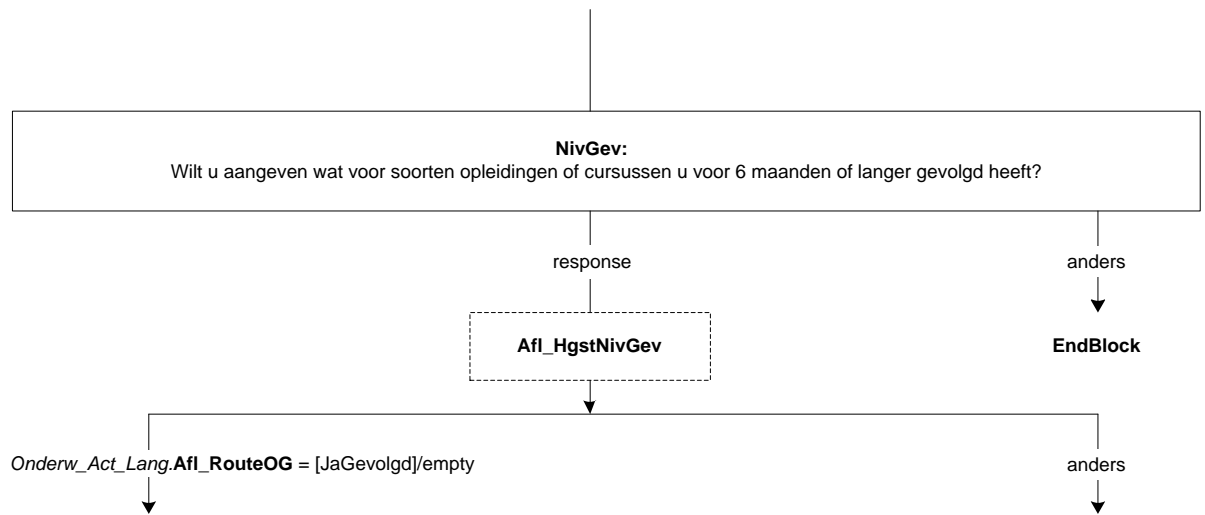 NivGev:
Wilt u aangeven wat voor soorten opleidingen of cursussen u voor 6 maanden of langer gevolgd heeft?
response
anders
Afl_HgstNivGev
EndBlock
Onderw_Act_Lang.Afl_RouteOG = [JaGevolgd]/empty
anders